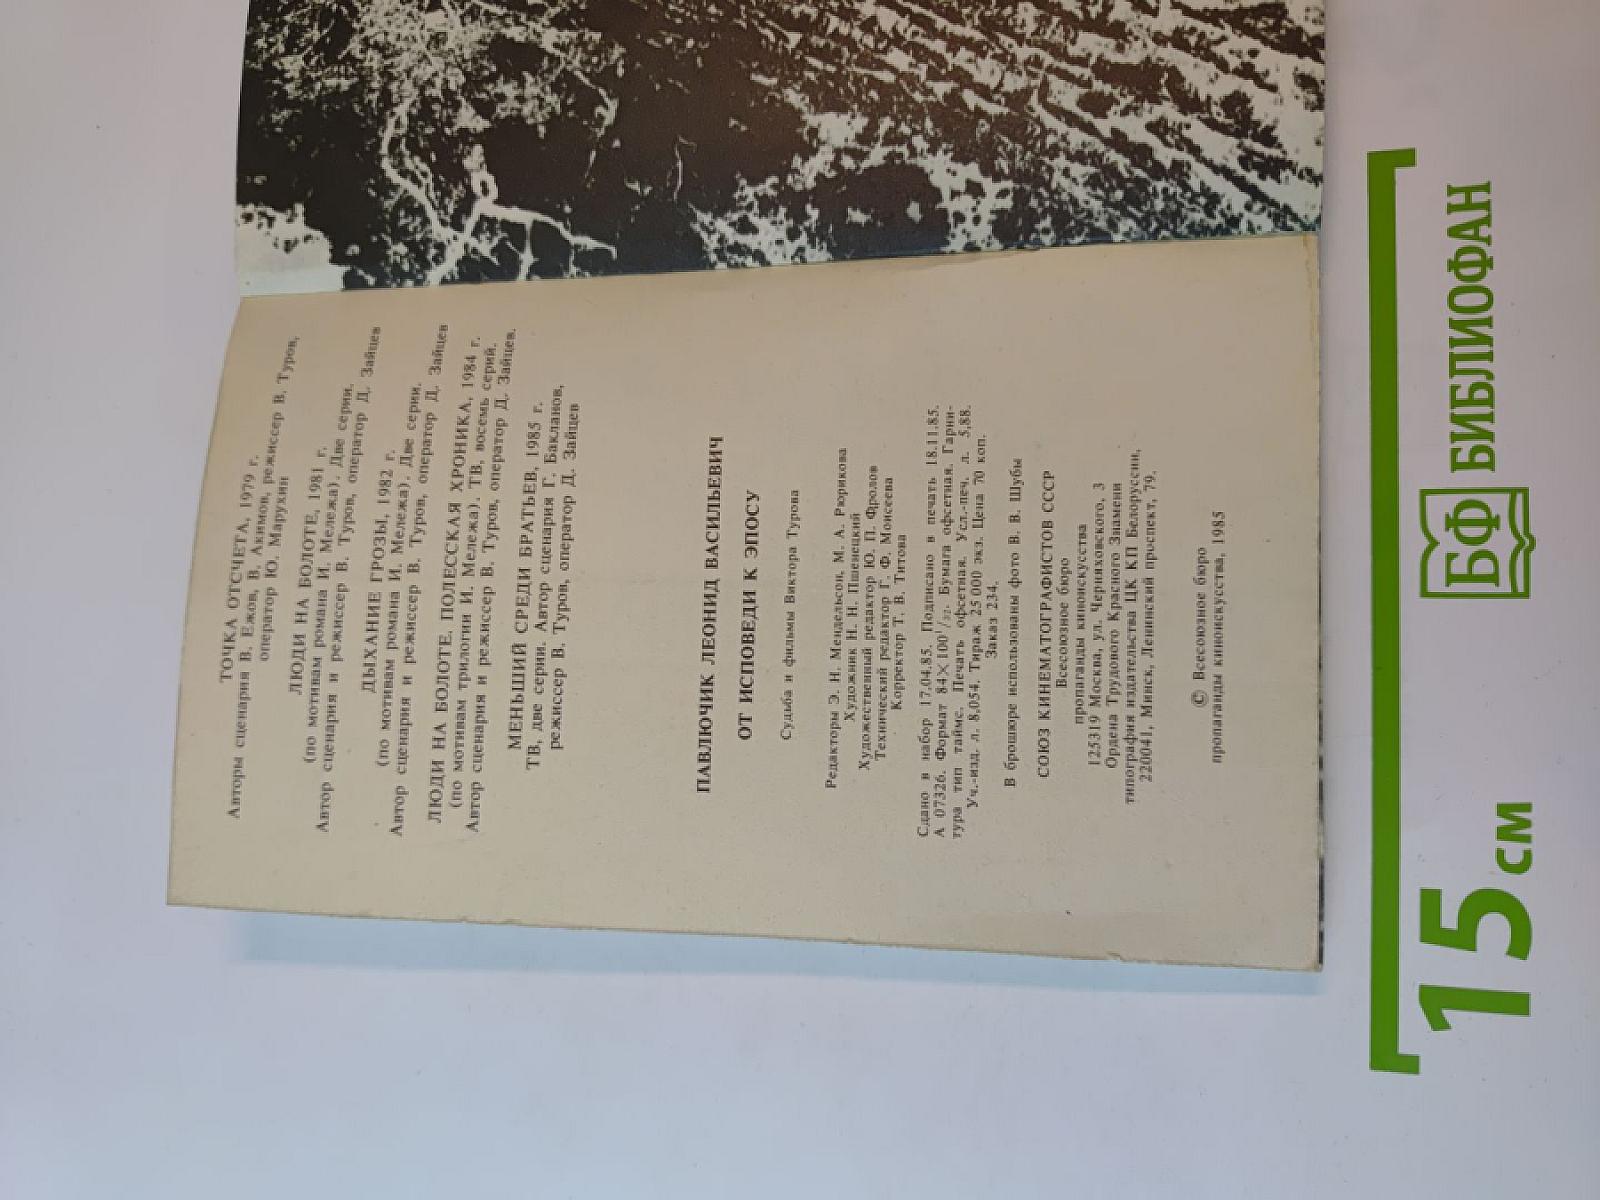 ТОЧКА ОТСЧЕТА, 1979 г.
Авторы сценария В. Ежов, В. Акимов, режиссер В. Туров,
оператор Ю. Марухин
ЛЮДИ НА БОЛОТЕ, 1981 г.
(по мотивам романа И. Мележа). Две серии.
Автор сценария и режиссер В. Туров, оператор Д. Зайцев
ДЫХАНИЕ ГРОЗЫ, 1982 г.
(по мотивам романа И. Мележа). Две серии.
Автор сценария и режиссер В. Туров, оператор Д. Зайцев
ЛЮДИ НА БОЛОТЕ. ПОЛЕССКАЯ ХРОНИКА, 1984 г.
(по мотивам трилогии И. Мележа). ТВ, восемь серий.
Автор сценария и режиссер В. Туров, оператор Д. Зайцев.
МЕНЬШИЙ СРЕДИ БРАТЬЕВ, 1985 г.
ТВ, две серии. Автор сценария Г. Бакланов,
режиссер В. Туров, оператор Д. Зайцев
ПАВЛЮЧИК ЛЕОНИД ВАСИЛЬЕВИЧ
ОТ ИСПОВЕДИ К ЭПОСУ
Судьба и фильмы Виктора Турова
Редакторы Э. Н. Мендельсон, М. А. Рюрикова
Художник Н. Н. Пшенецкий
Художественный редактор Ю. П. Фролов
Технический редактор Г. Ф. Моисеева
Корректор Т. В. Титова
Сдано в набор 17.04.85. Подписано в печать 18.11.85.
А 07326. Формат 84×100¹/₃₂. Бумага офсетная. Гарни-
тура тип таймс. Печать офсетная. Усл.-печ. л. 5,88.
Уч.-изд. л. 8,054. Тираж 25 000 экз. Цена 70 коп.
Заказ 234.
В брошюре использованы фото В. В. Шубы
СОЮЗ КИНЕМАТОГРАФИСТОВ СССР
Всесоюзное бюро
пропаганды киноискусства
125319 Москва, ул. Черняховского, 3
Ордена Трудового Красного Знамени
типография издательства ЦК КП Белоруссии,
220041, Минск, Ленинский проспект, 79.
© Всесоюзное бюро
пропаганды киноискусства, 1985
15 см БФ БИБЛИОФАН